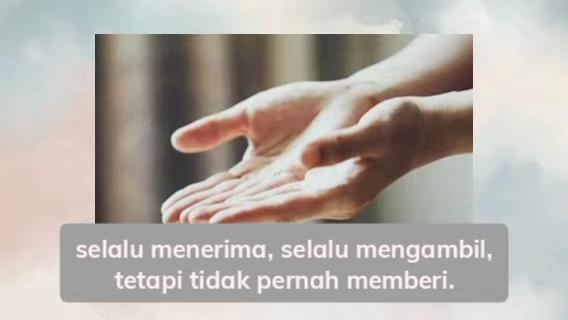 selalu menerima, selalu mengambil,
tetapi tidak pernah memberi.